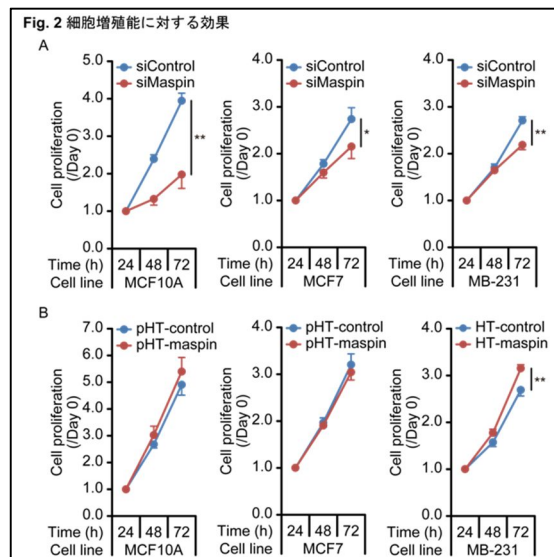 Fig. 2 細胞増殖能に対する効果
A
siControl
siMaspin
Cell proliferation
(/Day 0)
5.0
4.0
3.0
2.0
1.0
0.0
**
Time (h) 24 48 72
Cell line MCF10A
siControl
siMaspin
Cell proliferation
(/Day 0)
4.0
3.0
2.0
1.0
0.0
*
Time (h) 24 48 72
Cell line MCF7
siControl
siMaspin
Cell proliferation
(/Day 0)
4.0
3.0
2.0
1.0
0.0
**
Time (h) 24 48 72
Cell line MB-231
B
pHT-control
pHT-maspin
Cell proliferation
(/Day 0)
7.0
6.0
5.0
4.0
3.0
2.0
1.0
0.0
Time (h) 24 48 72
Cell line MCF10A
pHT-control
pHT-maspin
Cell proliferation
(/Day 0)
4.0
3.0
2.0
1.0
0.0
Time (h) 24 48 72
Cell line MCF7
HT-control
HT-maspin
Cell proliferation
(/Day 0)
4.0
3.0
2.0
1.0
0.0
**
Time (h) 24 48 72
Cell line MB-231